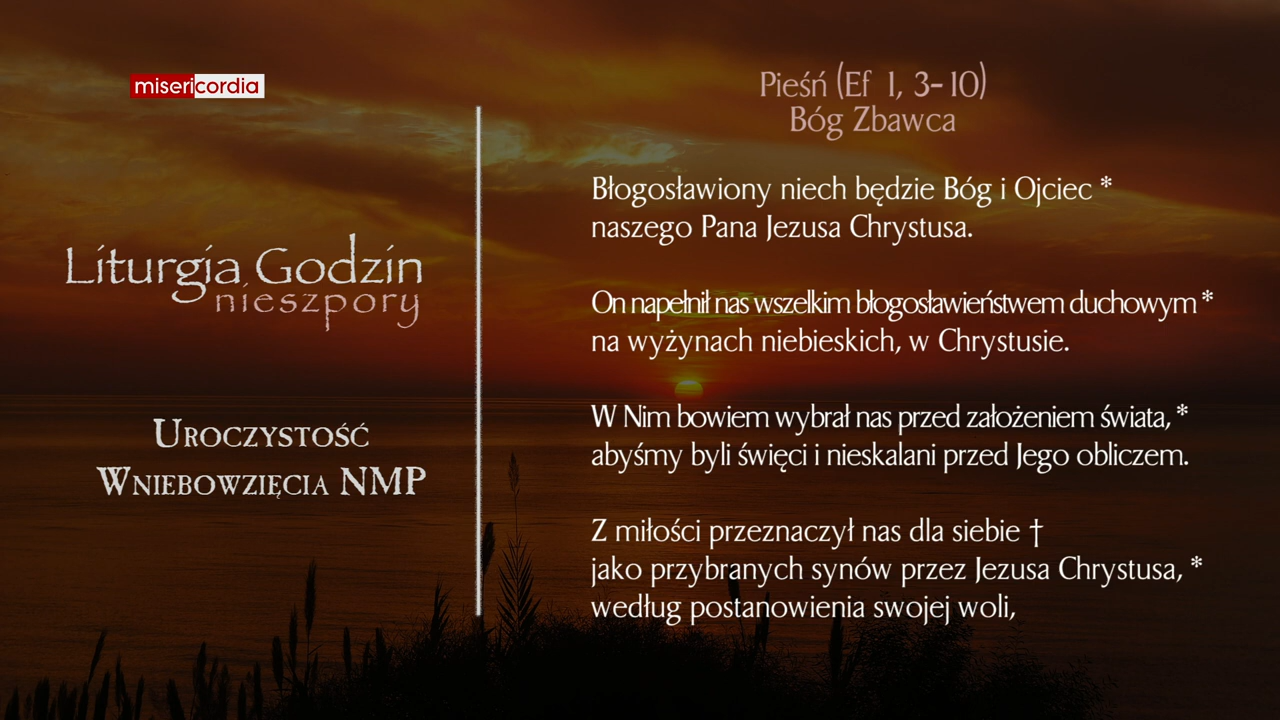 misericordia
Liturgia Godzin
nieszpory
Uroczystość
Wniebowzięcia NMP
Pieśń (Ef 1, 3-10)
Bóg Zbawca
Błogosławiony niech będzie Bóg i Ojciec *
naszego Pana Jezusa Chrystusa.
On napełnił nas wszelkim błogosławieństwem duchowym *
na wyżynach niebieskich, w Chrystusie.
W Nim bowiem wybrał nas przed założeniem świata, *
abyśmy byli święci i nieskalani przed Jego obliczem.
Z miłości przeznaczył nas dla siebie †
jako przybranych synów przez Jezusa Chrystusa, *
według postanowienia swojej woli,